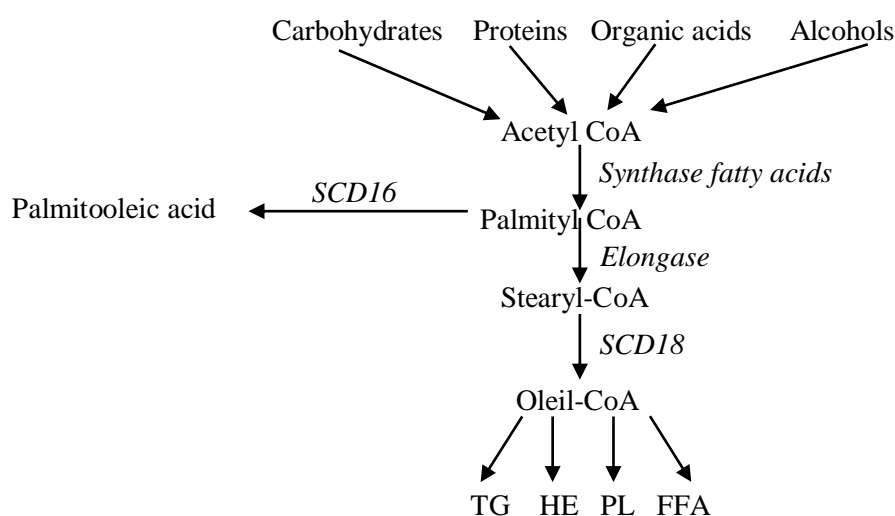 Carbohydrates Proteins Organic acids Alcohols
Acetyl CoA
Synthase fatty acids
SCD16
Palmitooleic acid
Palmityl CoA
Elongase
Stearyl-CoA
SCD18
Oleil-CoA
TG HE PL FFA